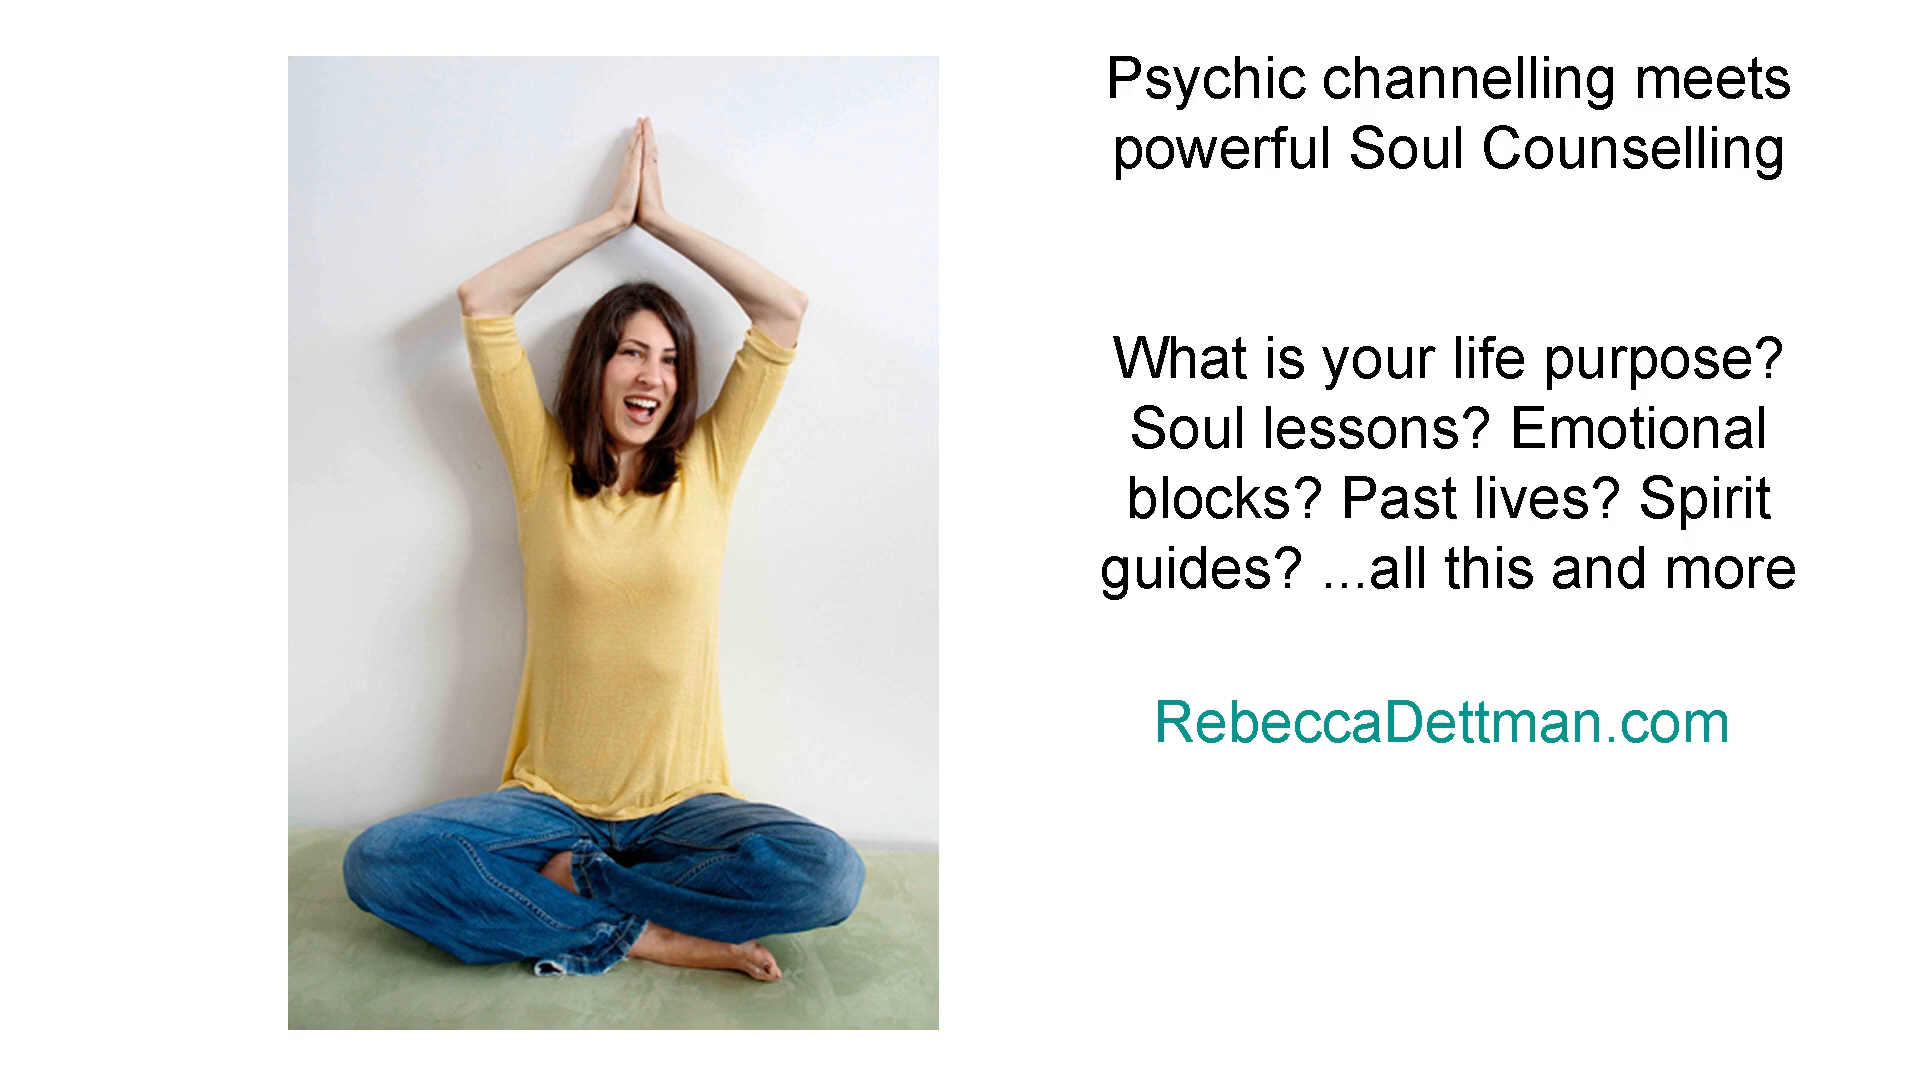 Psychic channelling meets
powerful Soul Counselling
What is your life purpose?
Soul lessons? Emotional
blocks? Past lives? Spirit
guides? ...all this and more
RebeccaDettman.com